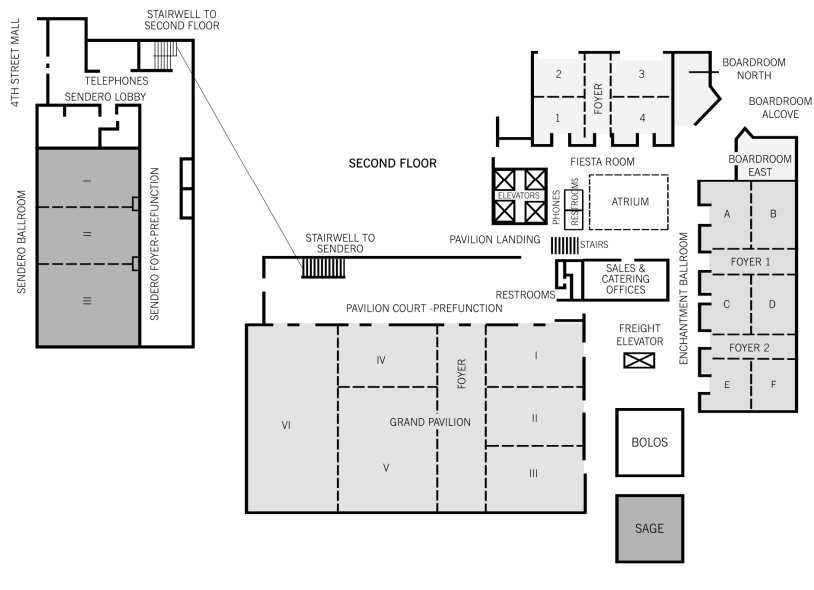 4TH STREET MALL
STAIRWELL TO
SECOND FLOOR
TELEPHONES
SENDERO LOBBY
SENDERO BALLROOM
I
II
III
SENDERO FOYER-PREFUNCTION
SECOND FLOOR
STAIRWELL TO
SENDERO
PAVILION LANDING
PAVILION COURT -PREFUNCTION
2
FOYER
3
1
4
BOARDROOM
NORTH
BOARDROOM
ALCOVE
BOARDROOM
EAST
FIESTA ROOM
ELEVATORS
PHONES
RESTROOMS
ATRIUM
STAIRS
SALES &
CATERING
OFFICES
RESTROOMS
ENCHANTMENT BALLROOM
A
B
FOYER 1
C
D
FOYER 2
E
F
FREIGHT
ELEVATOR
IV
FOYER
I
VI
GRAND PAVILION
II
V
III
BOLOS
SAGE